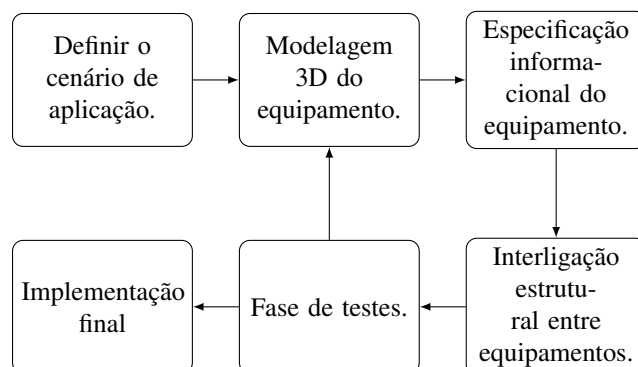 Definir o
cenário de
aplicação.
Modelagem
3D do
equipamento.
Especificação
informa-
cional do
equipamento.
Implementação
final
Fase de testes.
Interligação
estrutu-
ral entre
equipamentos.